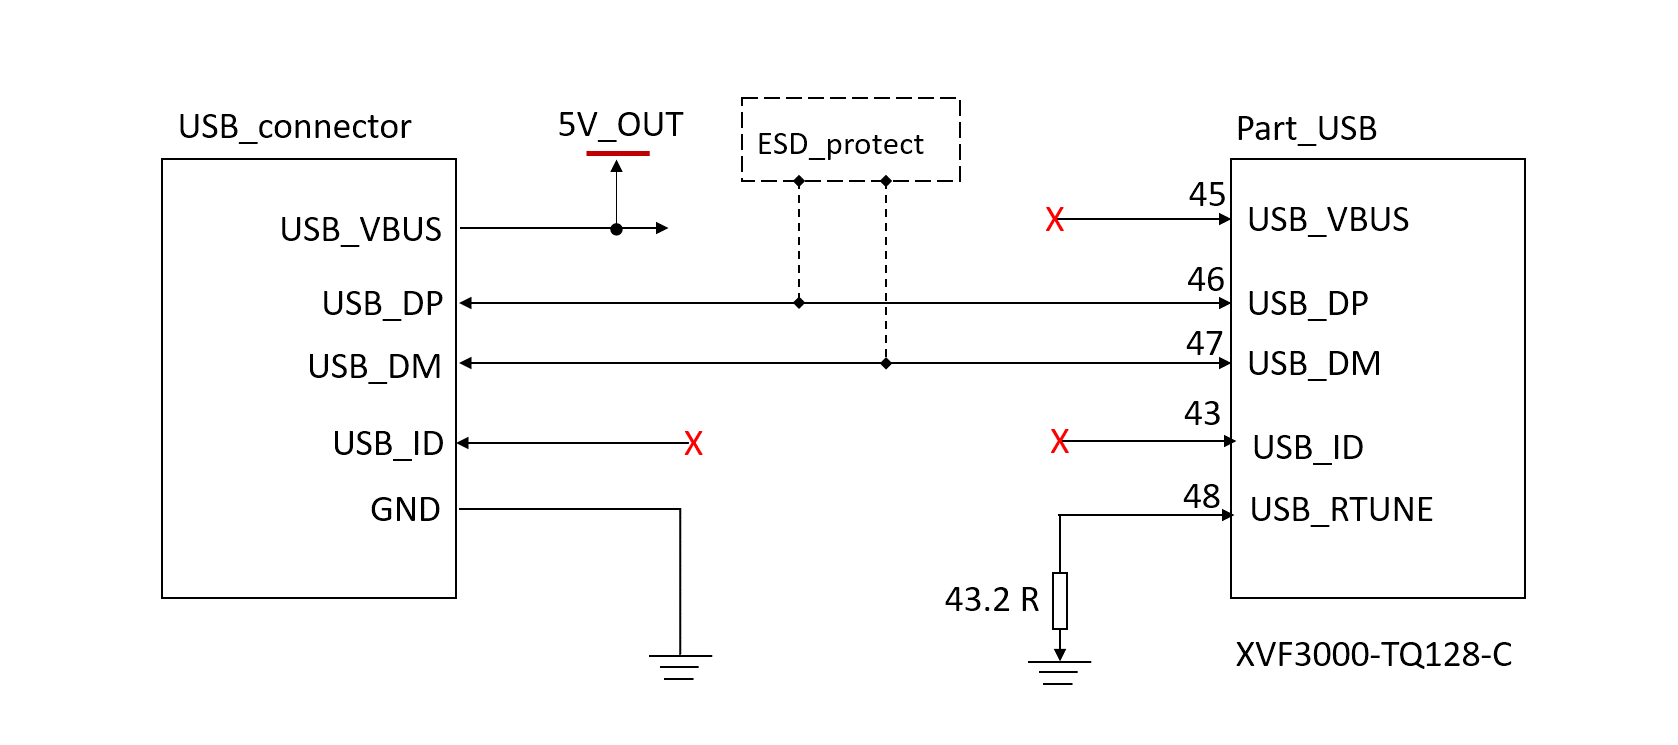 USB_connector
5V_OUT
ESD_protect
Part_USB
USB_VBUS
X
45
USB_VBUS
USB_DP
46
USB_DP
USB_DM
47
USB_DM
USB_ID
X
X
43
USB_ID
GND
48
USB_RTUNE
43.2 R
XVF3000-TQ128-C